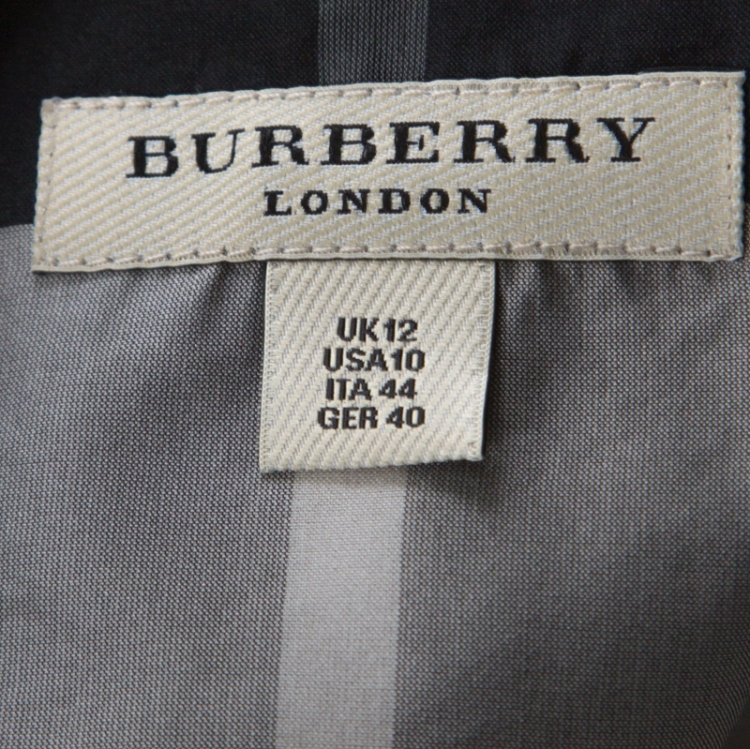 BURBERRY
LONDON
UK12
USA10
ITA 44
GER 40